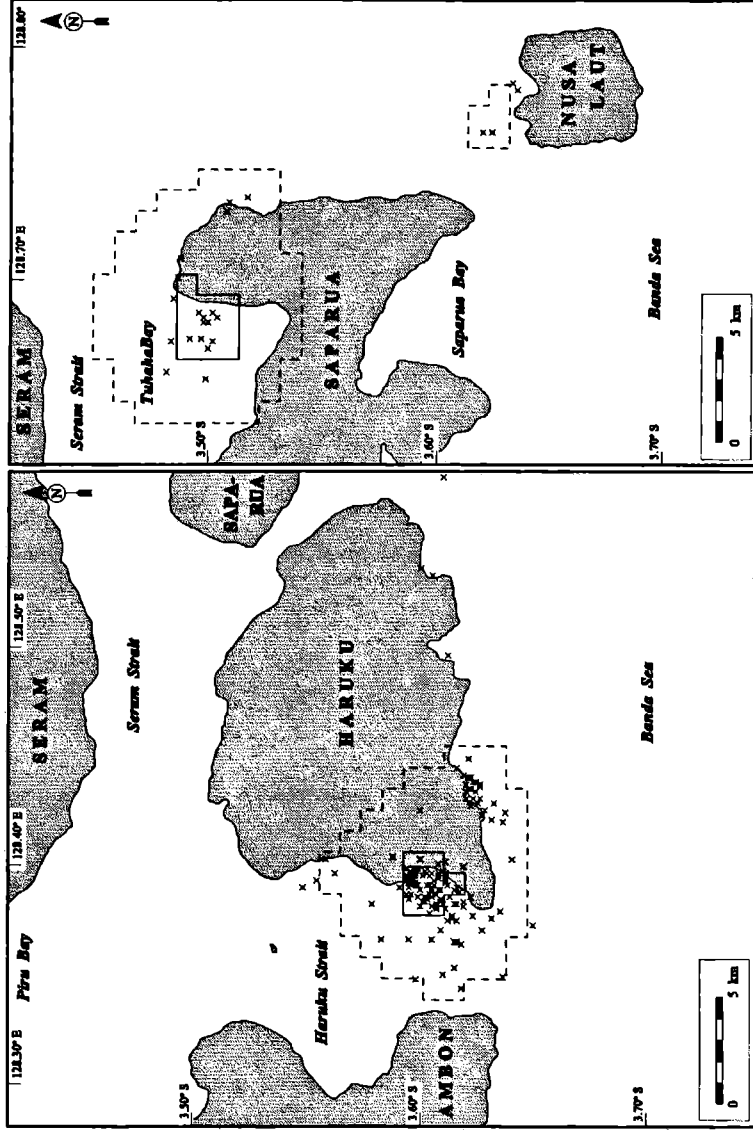 128.30° E
128.40° E
128.50° E
N
Piru Bay
SERAM
Seram Strait
3.50° S
SAPA-
RUA
Haruku Strait
HARUKU
3.60° S
AMBON
3.70° S
Banda Sea
0 5 km
128.70° E
128.80°
N
SERAM
Seram Strait
TuhahaBay
3.50° S
SAPARUA
3.60° S
Saparua Bay
NUSA
LAUT
3.70° S
Banda Sea
0 5 km